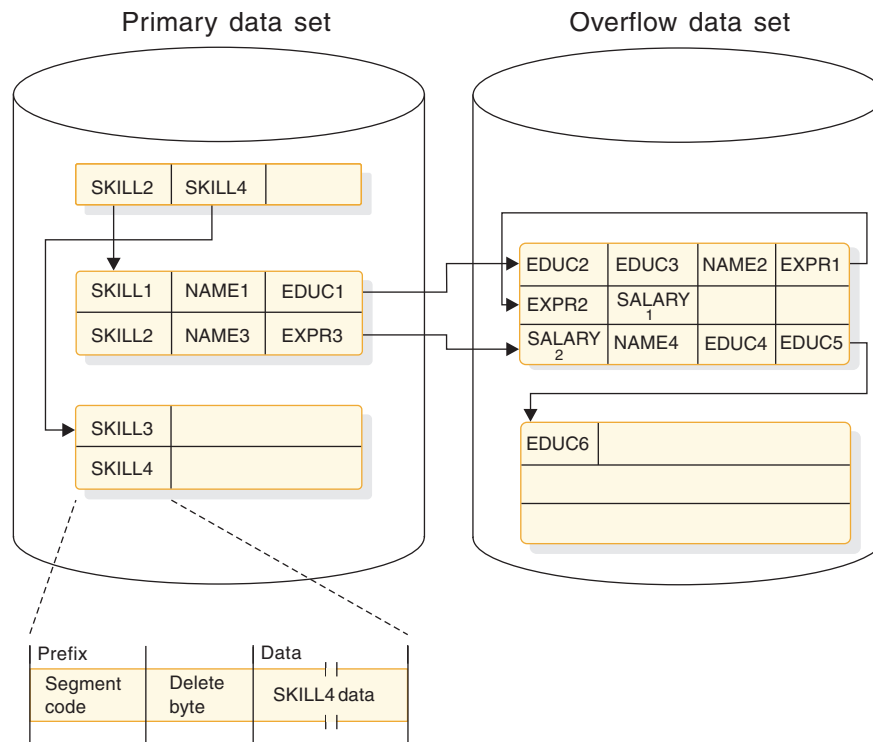 Primary data set
Overflow data set
SKILL2 SKILL4
SKILL1 NAME1 EDUC1
SKILL2 NAME3 EXPR3
SKILL3
SKILL4
EDUC2 EDUC3 NAME2 EXPR1
EXPR2 SALARY
1
SALARY NAME4 EDUC4 EDUC5
2
EDUC6
Prefix Data
Segment code
Delete byte
SKILL4 data